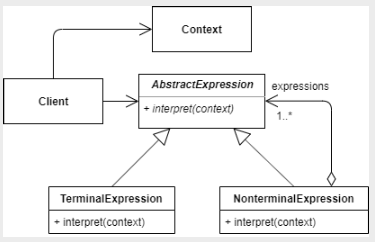 Context
AbstractExpression
expressions
Client
+ interpret(context)
1..*
TerminalExpression
NonterminalExpression
+ interpret(context)
+ interpret(context)